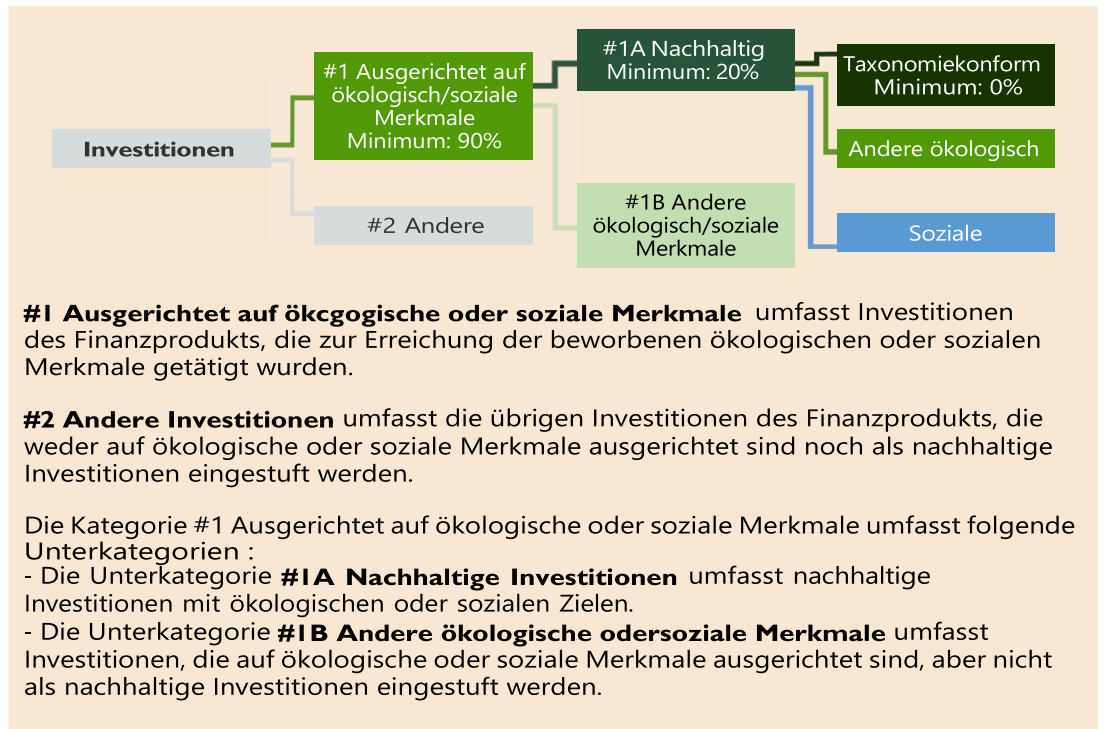 Investitionen
#1 Ausgerichtet auf
ökologisch/soziale
Merkmale
Minimum: 90%
#2 Andere
#1A Nachhaltig
Minimum: 20%
#1B Andere
ökologisch/soziale
Merkmale
Taxonomiekonform
Minimum: 0%
Andere ökologisch
Soziale
#1 Ausgerichtet auf ökcgogische oder soziale Merkmale umfasst Investitionen
des Finanzprodukts, die zur Erreichung der beworbenen ökologischen oder sozialen
Merkmale getätigt wurden.
#2 Andere Investitionen umfasst die übrigen Investitionen des Finanzprodukts, die
weder auf ökologische oder soziale Merkmale ausgerichtet sind noch als nachhaltige
Investitionen eingestuft werden.
Die Kategorie #1 Ausgerichtet auf ökologische oder soziale Merkmale umfasst folgende
Unterkategorien :
- Die Unterkategorie #1A Nachhaltige Investitionen umfasst nachhaltige
Investitionen mit ökologischen oder sozialen Zielen.
- Die Unterkategorie #1B Andere ökologische odersoziale Merkmale umfasst
Investitionen, die auf ökologische oder soziale Merkmale ausgerichtet sind, aber nicht
als nachhaltige Investitionen eingestuft werden.